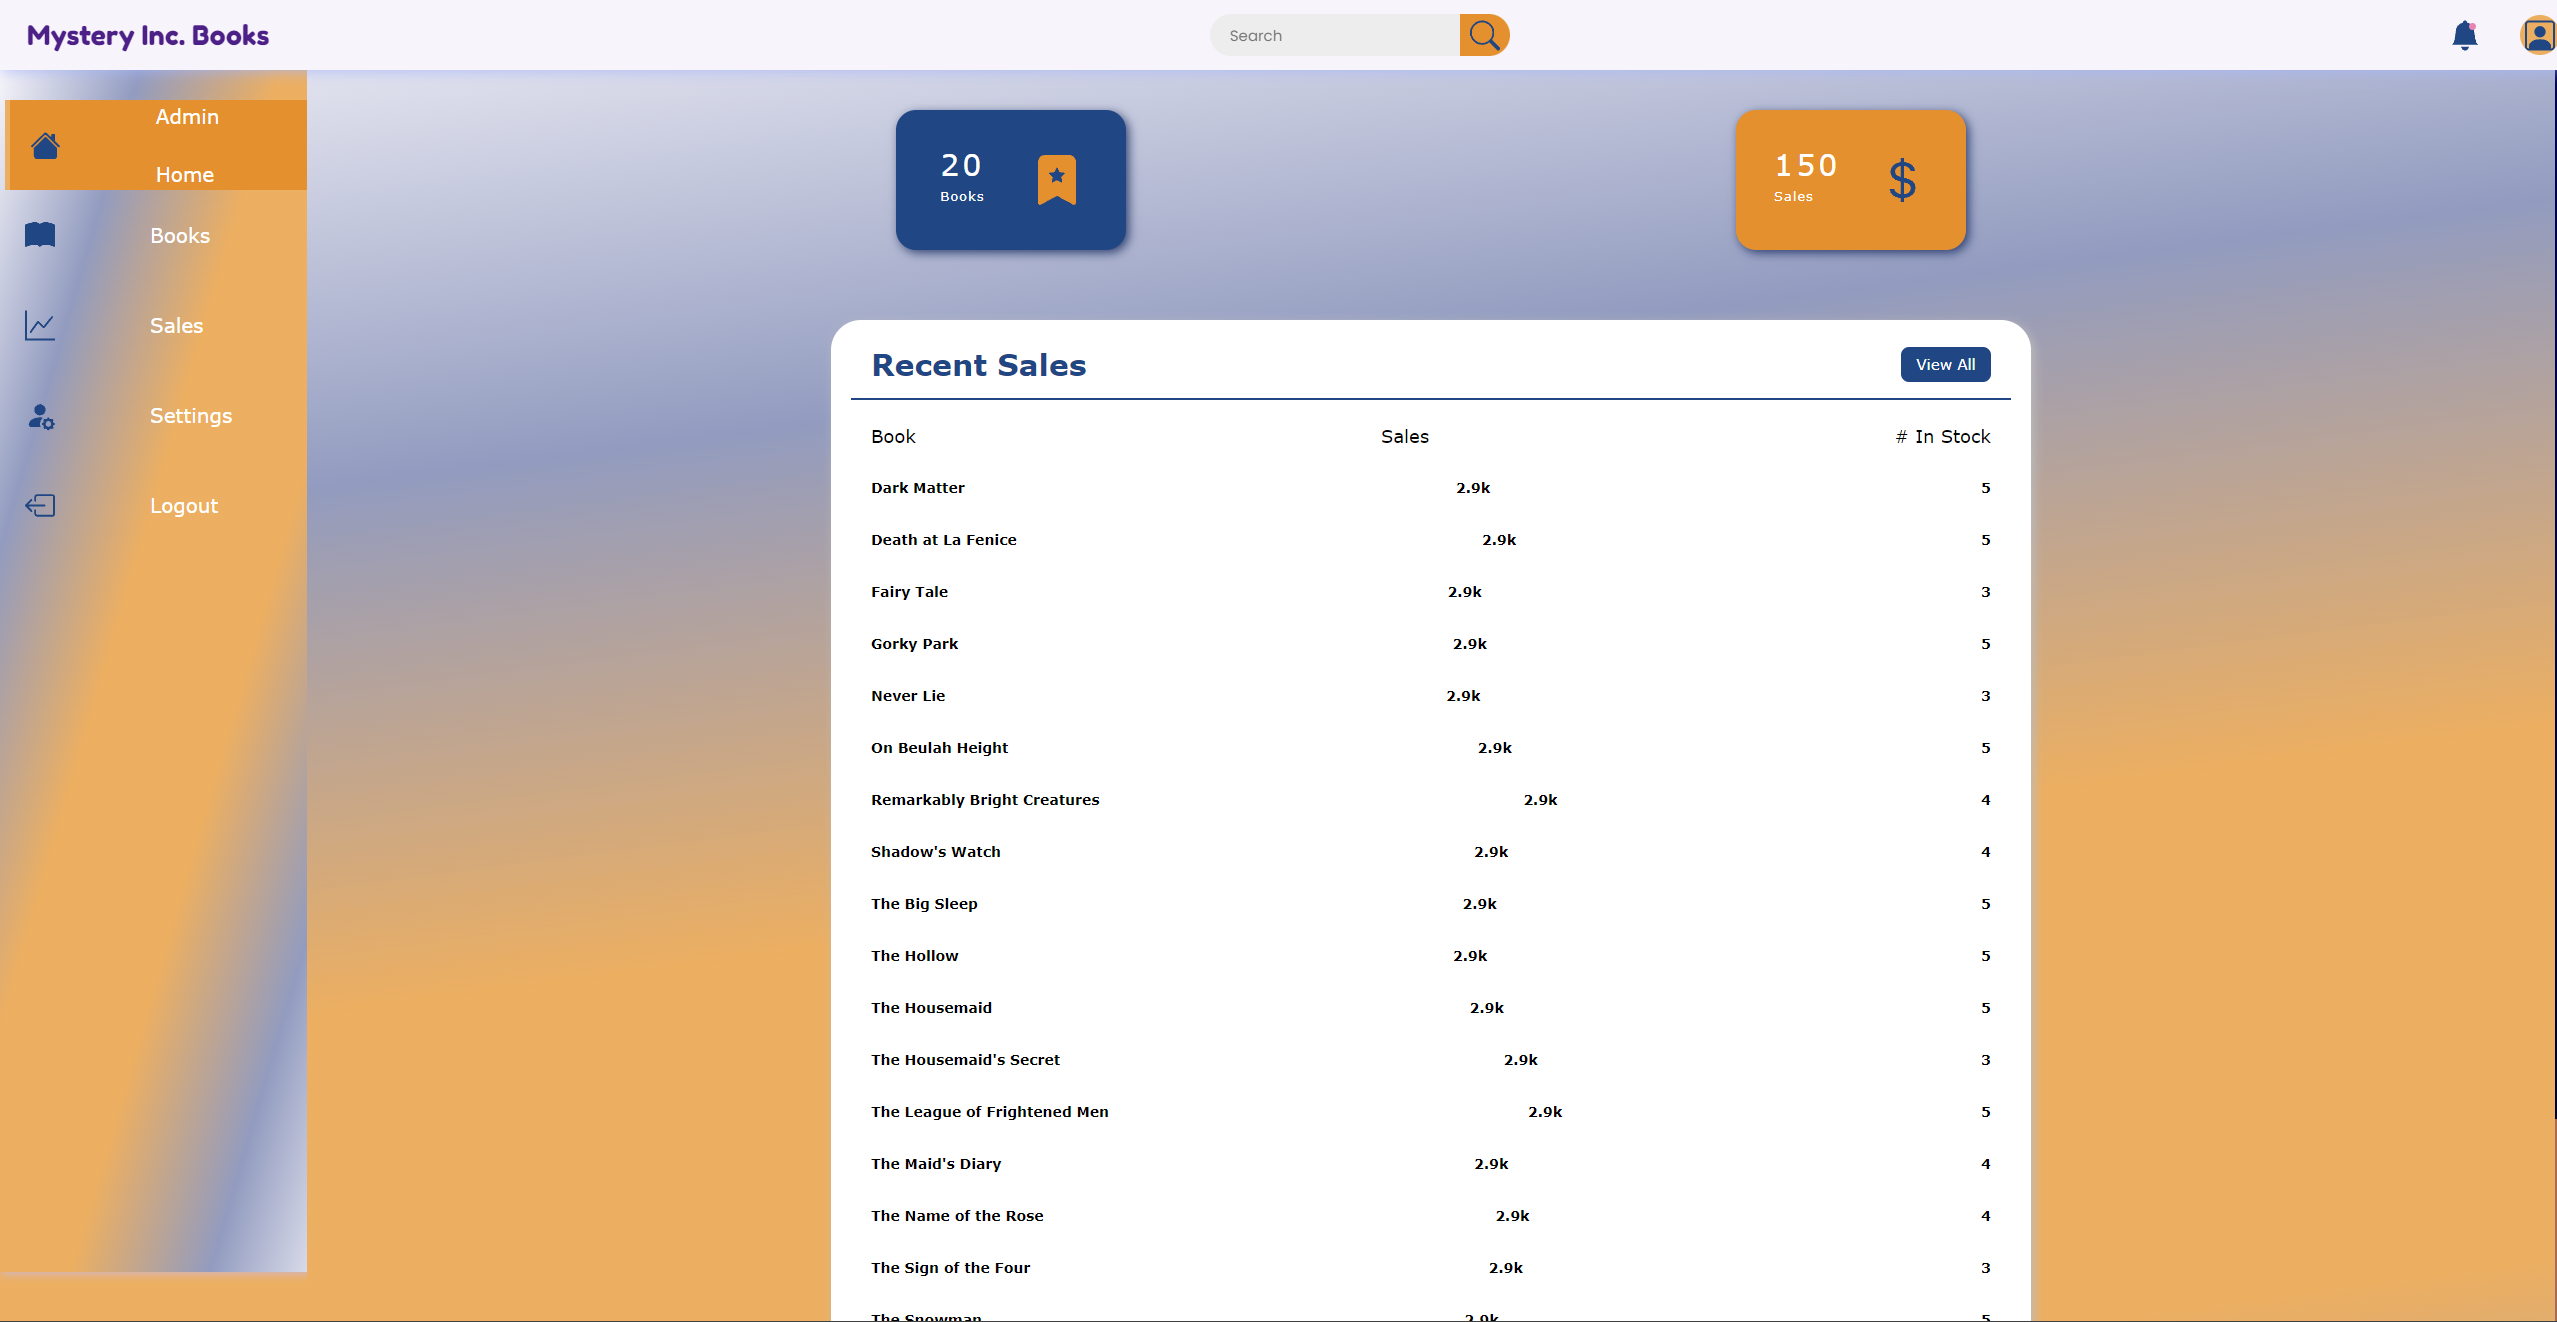 Mystery Inc. Books
Search
Admin
Home
Books
Sales
Settings
Logout
20
Books
150
Sales
$
Recent Sales
View All
Book Sales # In Stock
Dark Matter 2.9k 5
Death at La Fenice 2.9k 5
Fairy Tale 2.9k 3
Gorky Park 2.9k 5
Never Lie 2.9k 3
On Beulah Height 2.9k 5
Remarkably Bright Creatures 2.9k 4
Shadow's Watch 2.9k 4
The Big Sleep 2.9k 5
The Hollow 2.9k 5
The Housemaid 2.9k 5
The Housemaid's Secret 2.9k 3
The League of Frightened Men 2.9k 5
The Maid's Diary 2.9k 4
The Name of the Rose 2.9k 4
The Sign of the Four 2.9k 3
The Snowman 2.9k 5